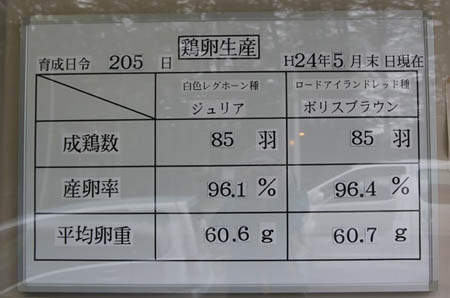 鶏卵生産
育成日令 205 日 H24年5月末日現在
白色レグホーン種 ロードアイランドレッド種
ジュリア ボリスブラウン
成鶏数 85 羽 85 羽
産卵率 96.1 % 96.4 %
平均卵重 60.6 g 60.7 g